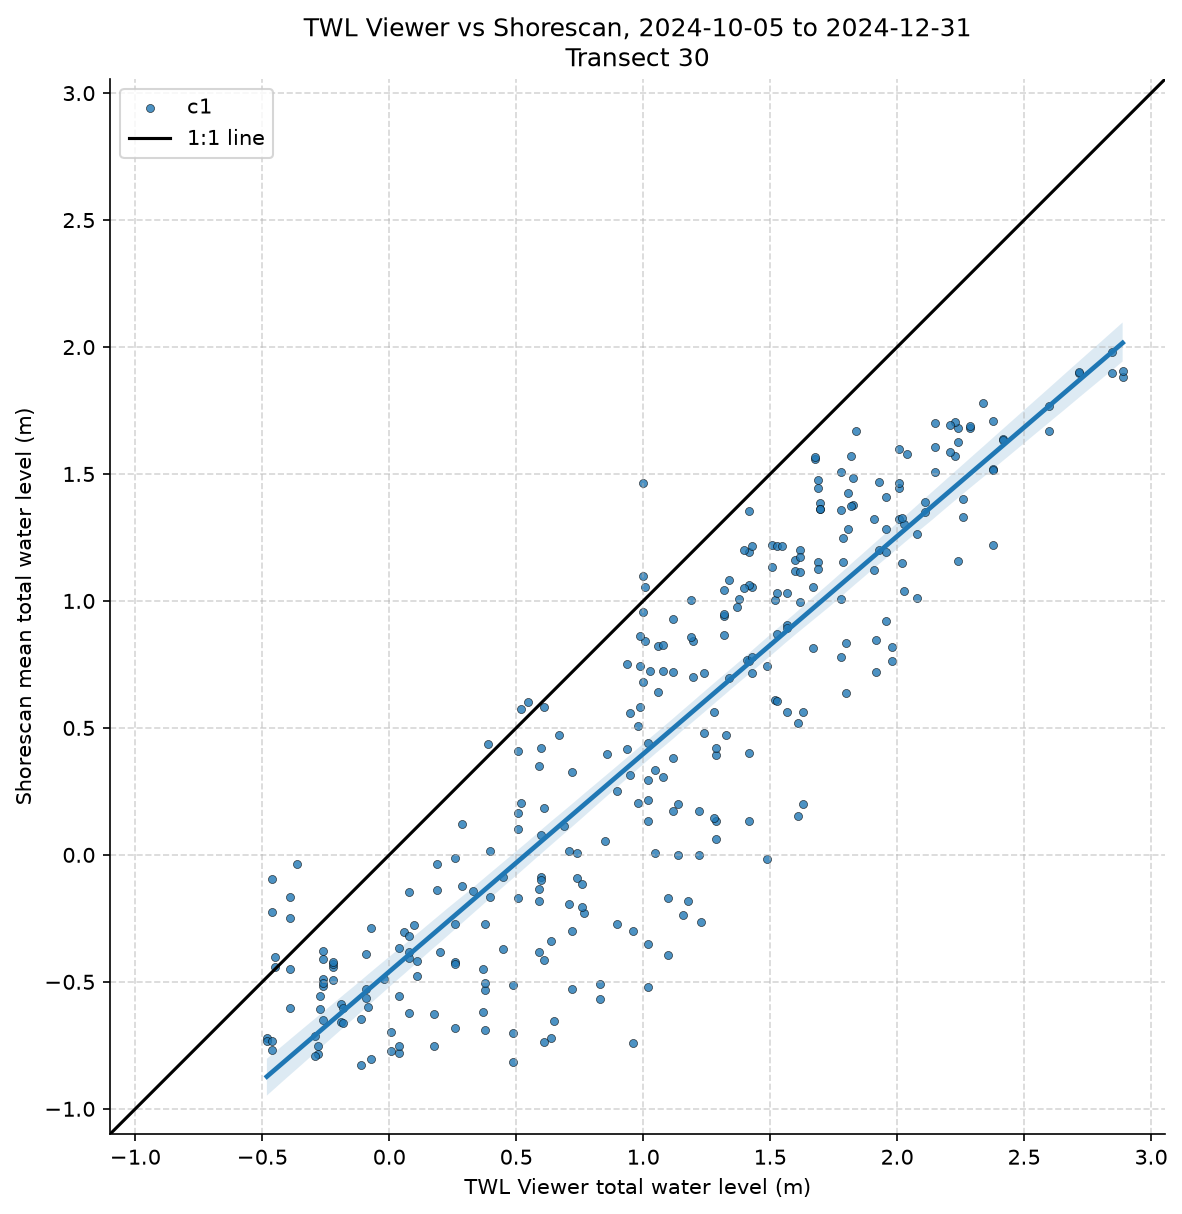 TWL Viewer vs Shorescan, 2024-10-05 to 2024-12-31
Transect 30
c1
1:1 line
3.0
2.5
2.0
1.5
1.0
0.5
0.0
−0.5
−1.0
Shorescan mean total water level (m)
−1.0 −0.5 0.0 0.5 1.0 1.5 2.0 2.5 3.0
TWL Viewer total water level (m)